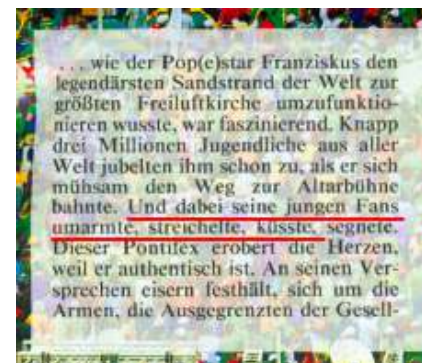 . . . wie der Pop(e)star Franziskus den
legendärsten Sandstrand der Welt zur
größten Freiluftkirche umzufunktio-
nieren wusste, war faszinierend. Knapp
drei Millionen Jugendliche aus aller
Welt jubelten ihm schon zu, als er sich
mühsam den Weg zur Altarbühne
bahnte. Und dabei seine jungen Fans
umarmte, streichelte, küsste, segnete.
Dieser Pontifex erobert die Herzen,
weil er authentisch ist. An seinen Ver-
sprechen eisern festhält, sich um die
Armen, die Ausgegrenzten der Gesell-